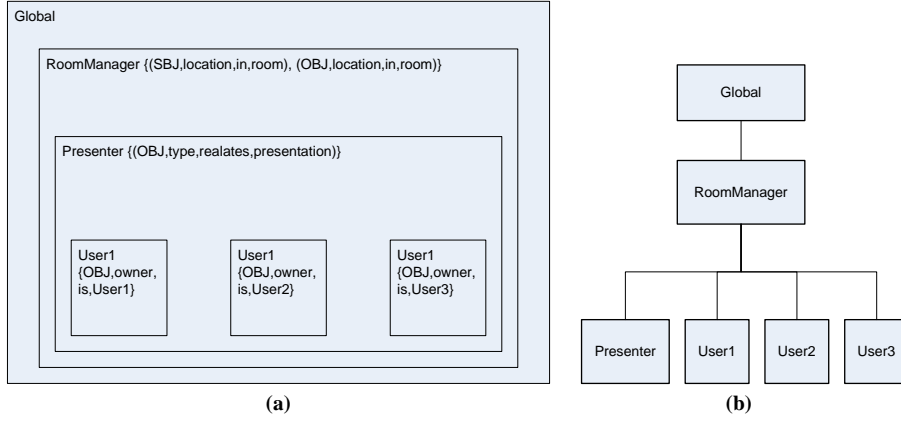 Global
RoomManager {(SBJ,location,in,room), (OBJ,location,in,room)}
Presenter {(OBJ,type,realates,presentation)}
User1
{OBJ,owner,
is,User1}
User1
{OBJ,owner,
is,User2}
User1
{OBJ,owner,
is,User3}
(a)
Global
RoomManager
Presenter
User1
User2
User3
(b)